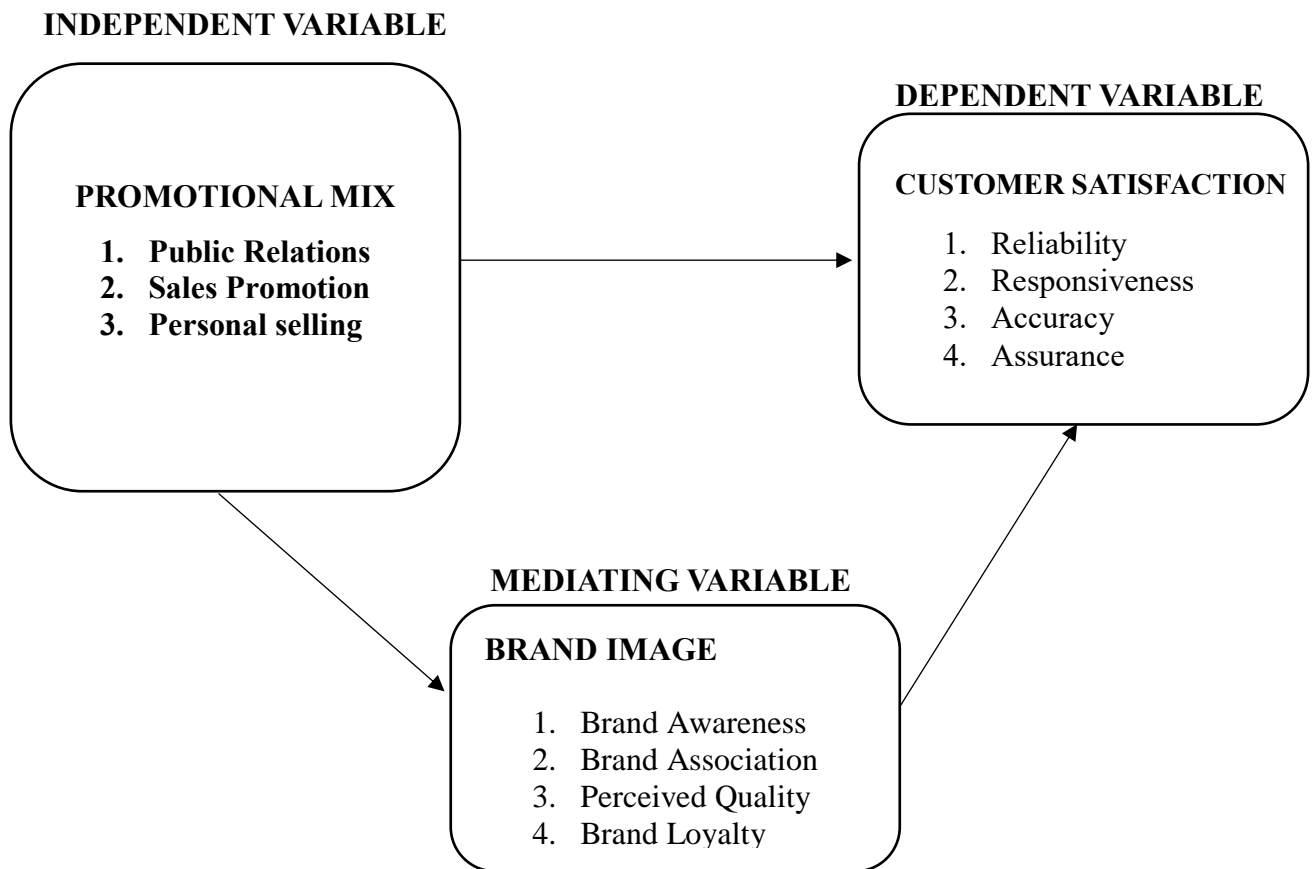 INDEPENDENT VARIABLE
PROMOTIONAL MIX
1. Public Relations
2. Sales Promotion
3. Personal selling
DEPENDENT VARIABLE
CUSTOMER SATISFACTION
1. Reliability
2. Responsiveness
3. Accuracy
4. Assurance
MEDIATING VARIABLE
BRAND IMAGE
1. Brand Awareness
2. Brand Association
3. Perceived Quality
4. Brand Loyalty